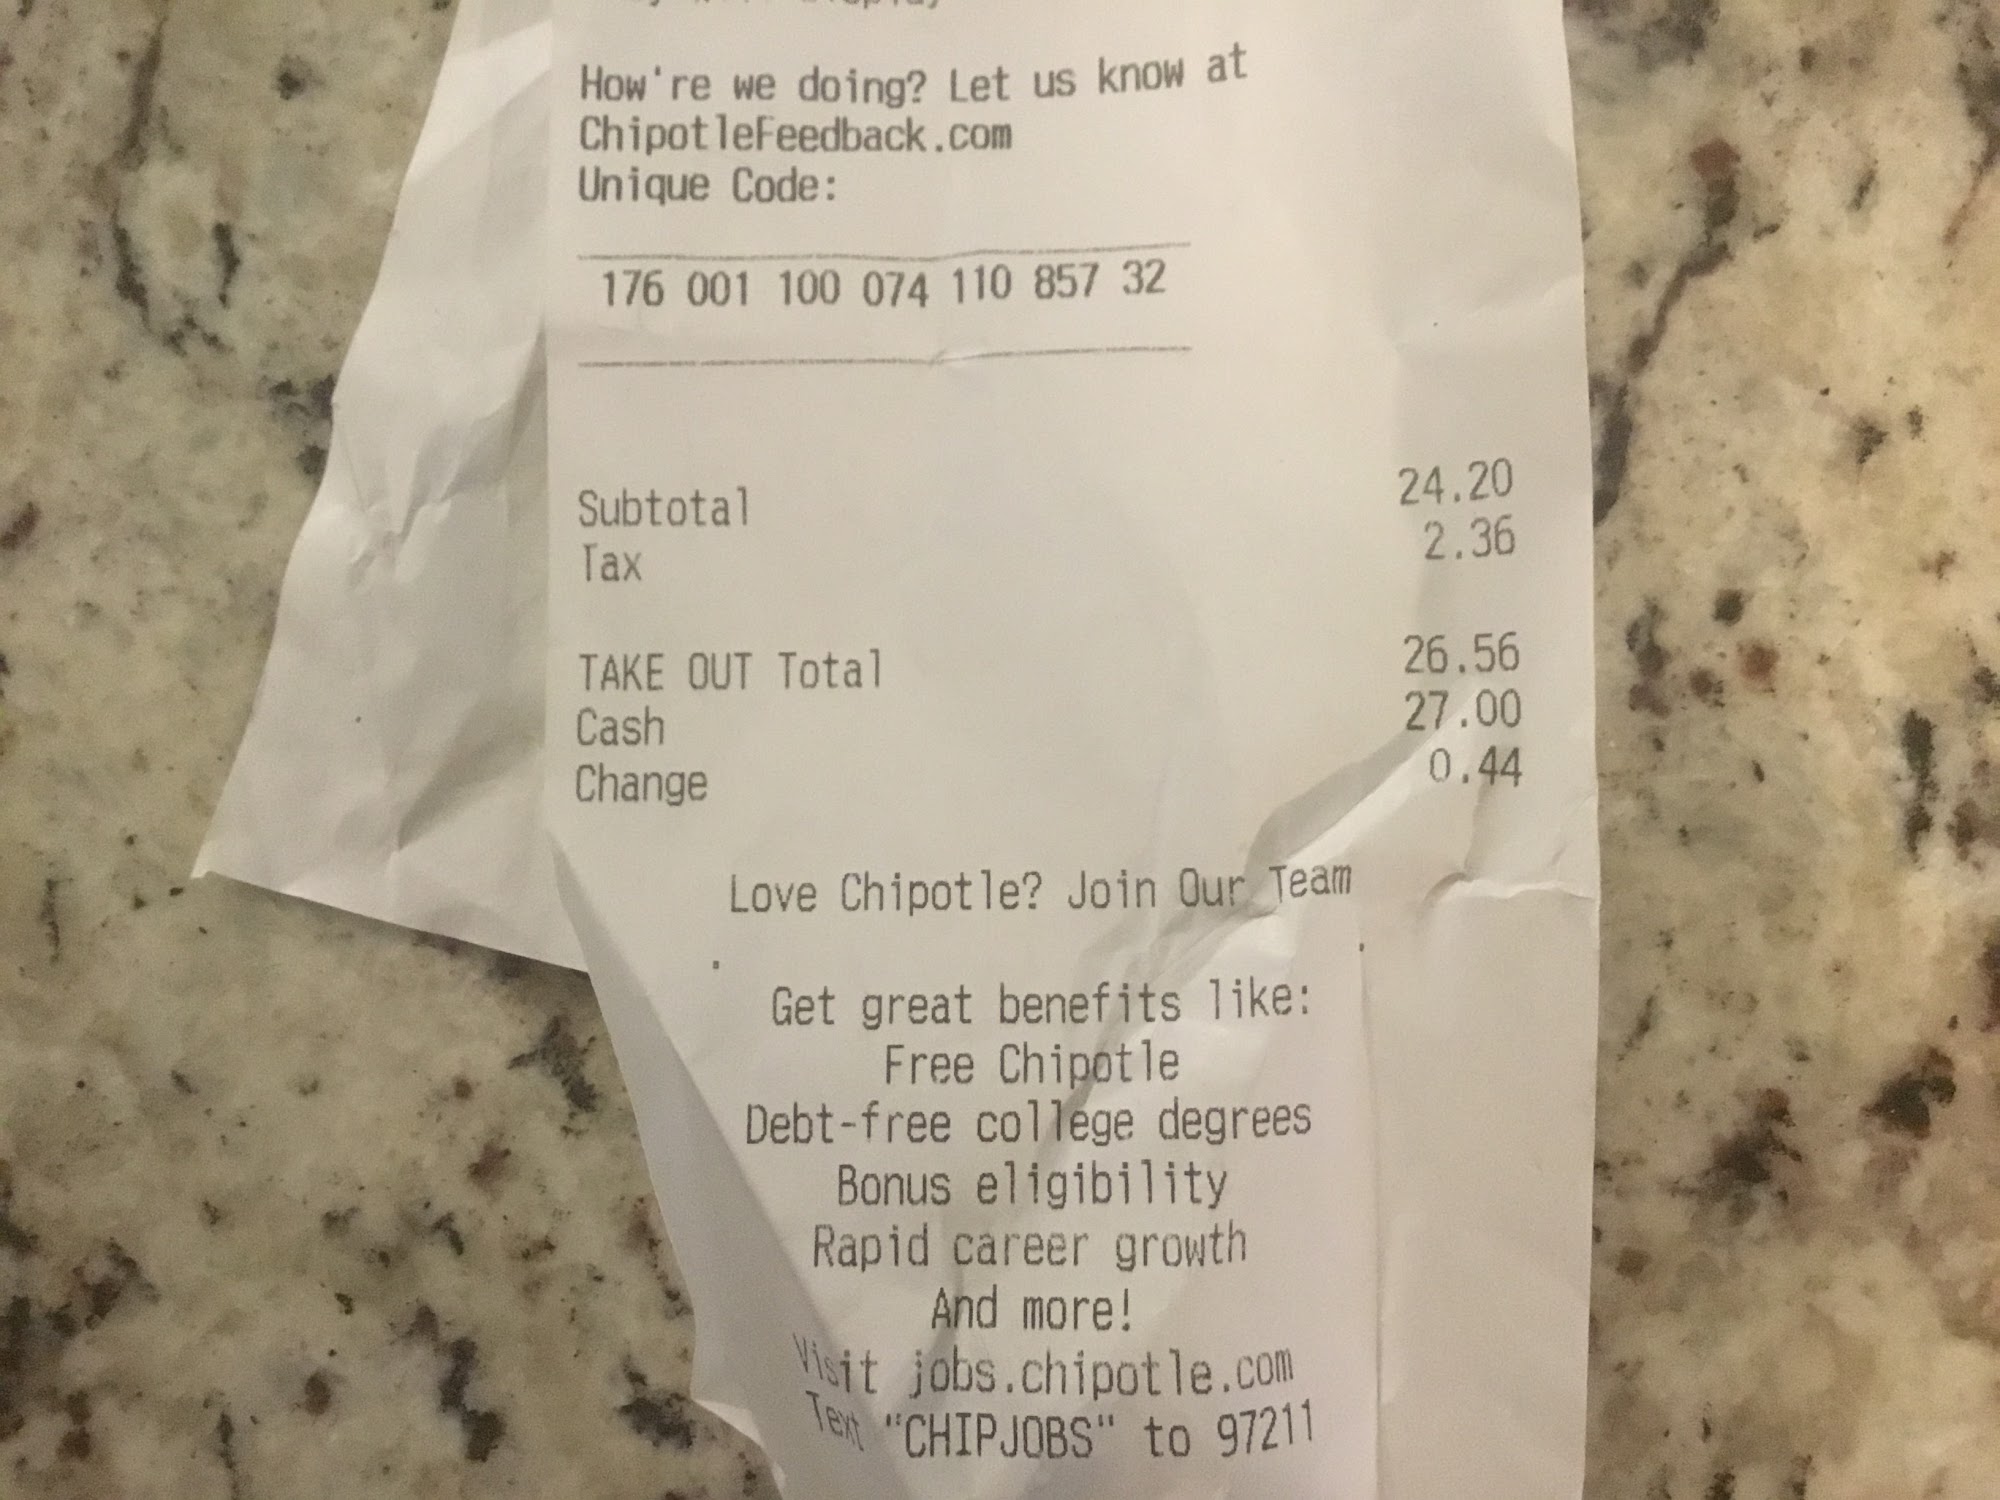 How're we doing? Let us know at
ChipotleFeedback.com
Unique Code:
176 001 100 074 110 857 32
Subtotal 24.20
Tax 2.36
TAKE OUT Total 26.56
Cash 27.00
Change 0.44
Love Chipotle? Join Our Team
Get great benefits like:
Free Chipotle
Debt-free college degrees
Bonus eligibility
Rapid career growth
And more!
Visit jobs.chipotle.com
Text "CHIPJOBS" to 97211